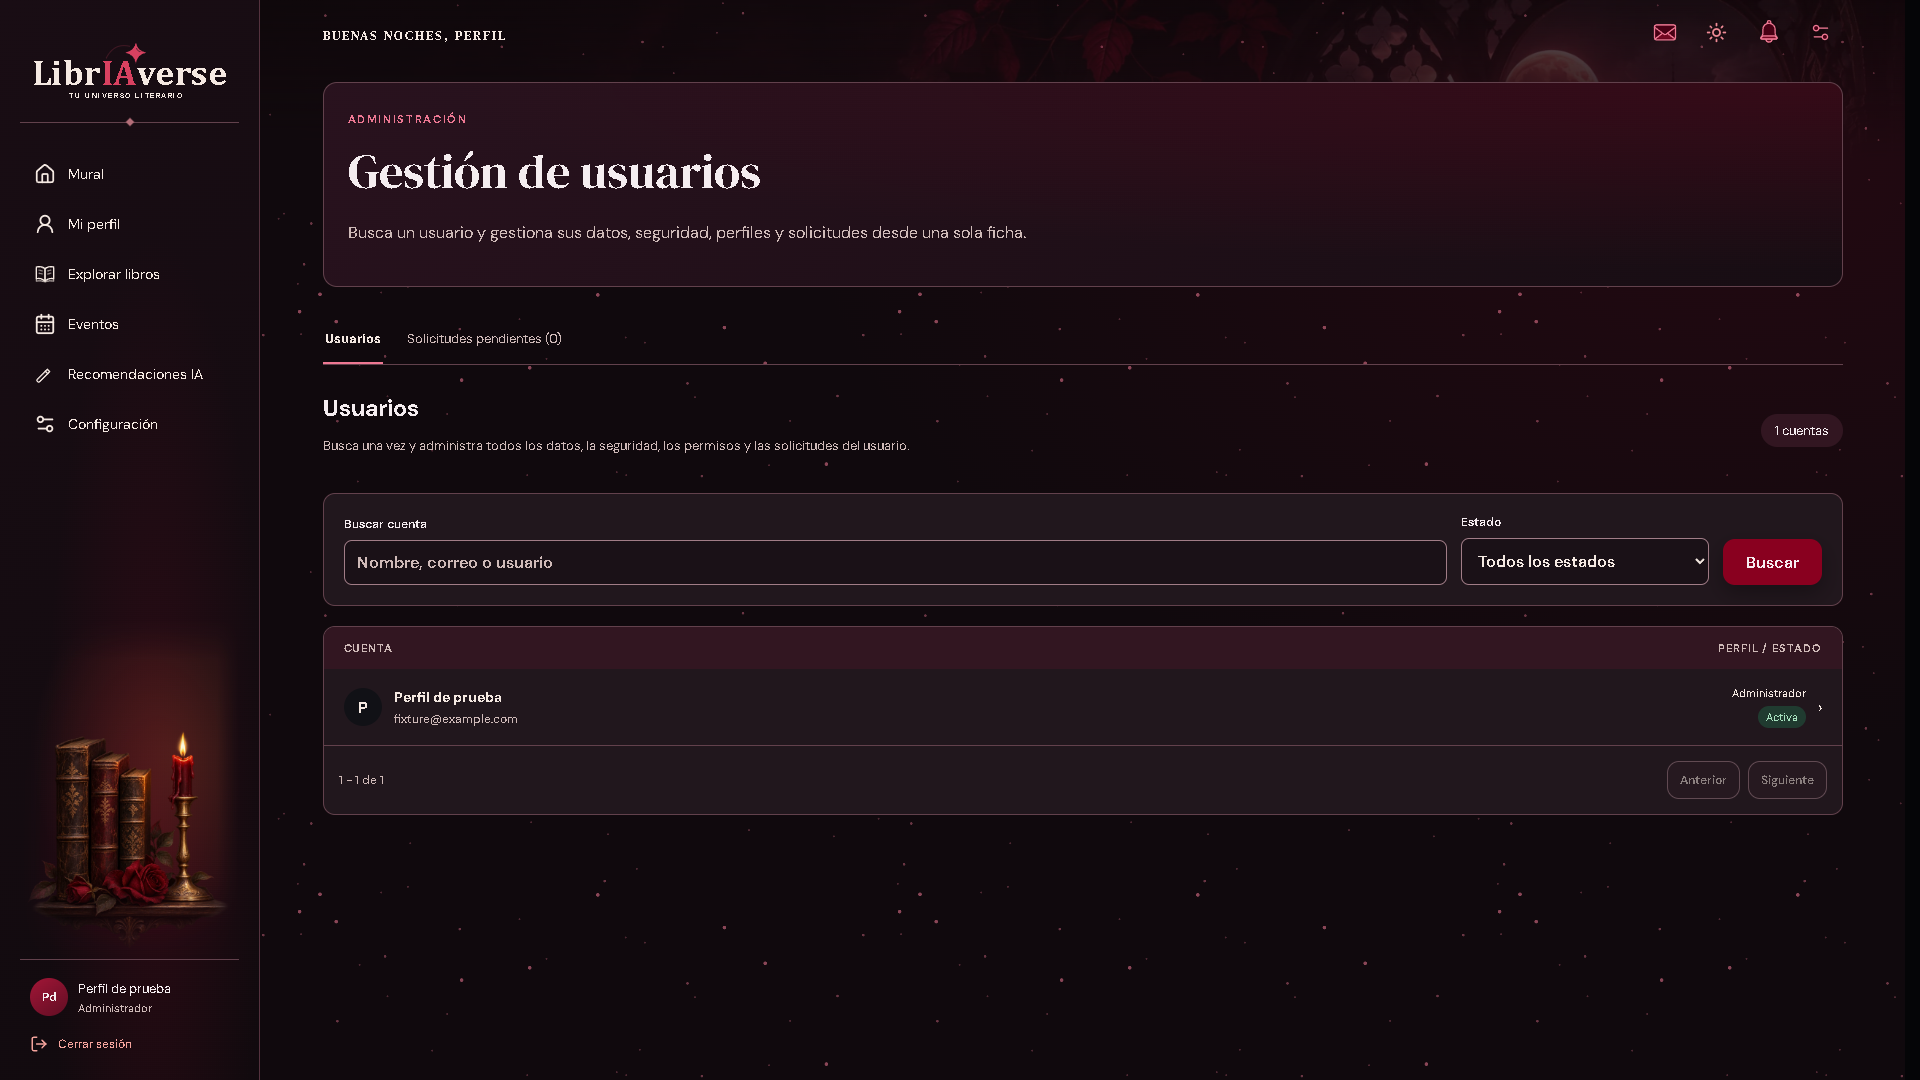 LibrIAverse
TU UNIVERSO LITERARIO
Mural
Mi perfil
Explorar libros
Eventos
Recomendaciones IA
Configuración
Pd
Perfil de prueba
Administrador
Cerrar sesión
BUENAS NOCHES, PERFIL
ADMINISTRACIÓN
Gestión de usuarios
Busca un usuario y gestiona sus datos, seguridad, perfiles y solicitudes desde una sola ficha.
Usuarios
Solicitudes pendientes (0)
Usuarios
Busca una vez y administra todos los datos, la seguridad, los permisos y las solicitudes del usuario.
1 cuentas
Buscar cuenta
Nombre, correo o usuario
Estado
Todos los estados
Buscar
CUENTA
PERFIL / ESTADO
P
Perfil de prueba
fixture@example.com
Administrador
Activa
1 – 1 de 1
Anterior
Siguiente